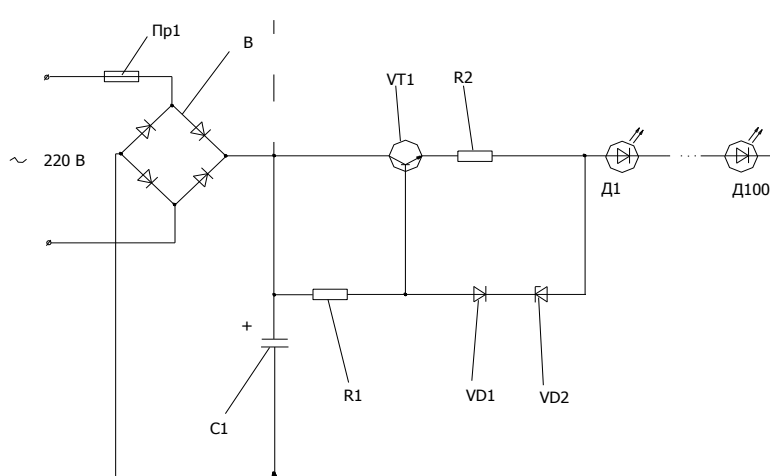 Пр1
В
VT1
R2
~ 220 В
Д1
. . .
Д100
+
R1
VD1
VD2
C1